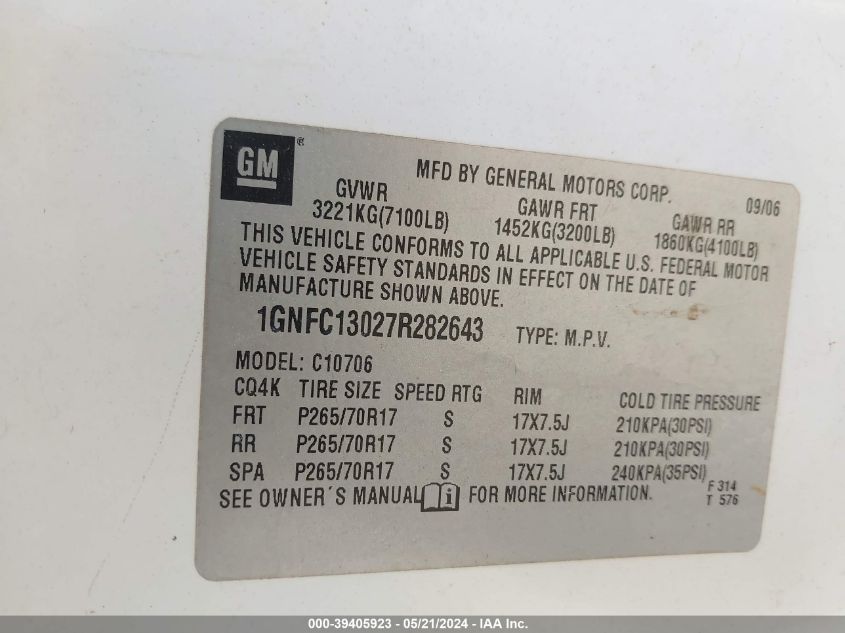 GM ®
MFD BY GENERAL MOTORS CORP. 09/06
GVWR GAWR FRT GAWR RR
3221KG(7100LB) 1452KG(3200LB) 1860KG(4100LB)
THIS VEHICLE CONFORMS TO ALL APPLICABLE U.S. FEDERAL MOTOR
VEHICLE SAFETY STANDARDS IN EFFECT ON THE DATE OF
MANUFACTURE SHOWN ABOVE.
1GNFC13027R282643 TYPE: M.P.V.
MODEL: C10706
CQ4K TIRE SIZE SPEED RTG RIM COLD TIRE PRESSURE
FRT P265/70R17 S 17X7.5J 210KPA(30PSI)
RR P265/70R17 S 17X7.5J 210KPA(30PSI)
SPA P265/70R17 S 17X7.5J 240KPA(35PSI)
SEE OWNER´S MANUAL i FOR MORE INFORMATION.
F 314
T 576
000-39405923 - 05/21/2024 - IAA Inc.